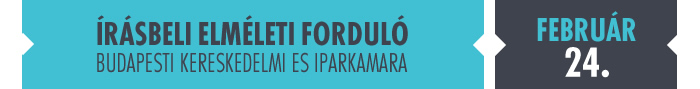 ÍRÁSBELI ELMÉLETI FORDULÓ
BUDAPESTI KERESKEDELMI ES IPARKAMARA
FEBRUÁR
24.